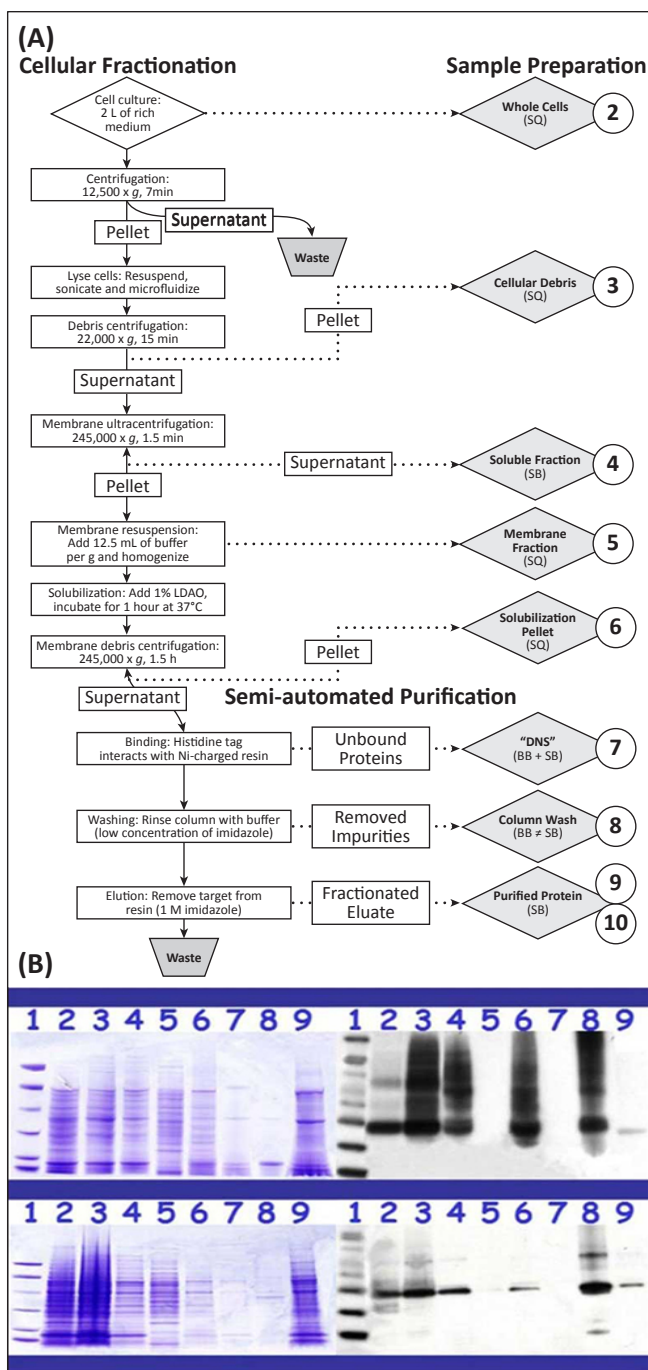 (A)
Cellular Fractionation
Sample Preparation
Cell culture:
2 L of rich
medium
Whole Cells
(SQ)
2
Centrifugation:
12,500 x g, 7min
Supernatant
Pellet
Waste
Lyse cells: Resuspend,
sonicate and microfluidize
Cellular Debris
(SQ)
3
Pellet
Debris centrifugation:
22,000 x g, 15 min
Supernatant
Membrane ultracentrifugation:
245,000 x g, 1.5 min
Supernatant
Soluble Fraction
(SB)
4
Pellet
Membrane resuspension:
Add 12.5 mL of buffer
per g and homogenize
Membrane
Fraction
(SQ)
5
Solubilization: Add 1% LDAO,
incubate for 1 hour at 37°C
Solubilization
Pellet
(SQ)
6
Membrane debris centrifugation:
245,000 x g, 1.5 h
Pellet
Supernatant
Semi-automated Purification
Binding: Histidine tag
interacts with Ni-charged resin
Unbound
Proteins
“DNS”
(BB + SB)
7
Washing: Rinse column with buffer
(low concentration of imidazole)
Removed
Impurities
Column Wash
(BB ≠ SB)
8
Elution: Remove target from
resin (1 M imidazole)
Fractionated
Eluate
Purified Protein
(SB)
9
10
Waste
(B)
1 2 3 4 5 6 7 8 9 1 2 3 4 5 6 7 8 9
1 2 3 4 5 6 7 8 9 1 2 3 4 5 6 7 8 9